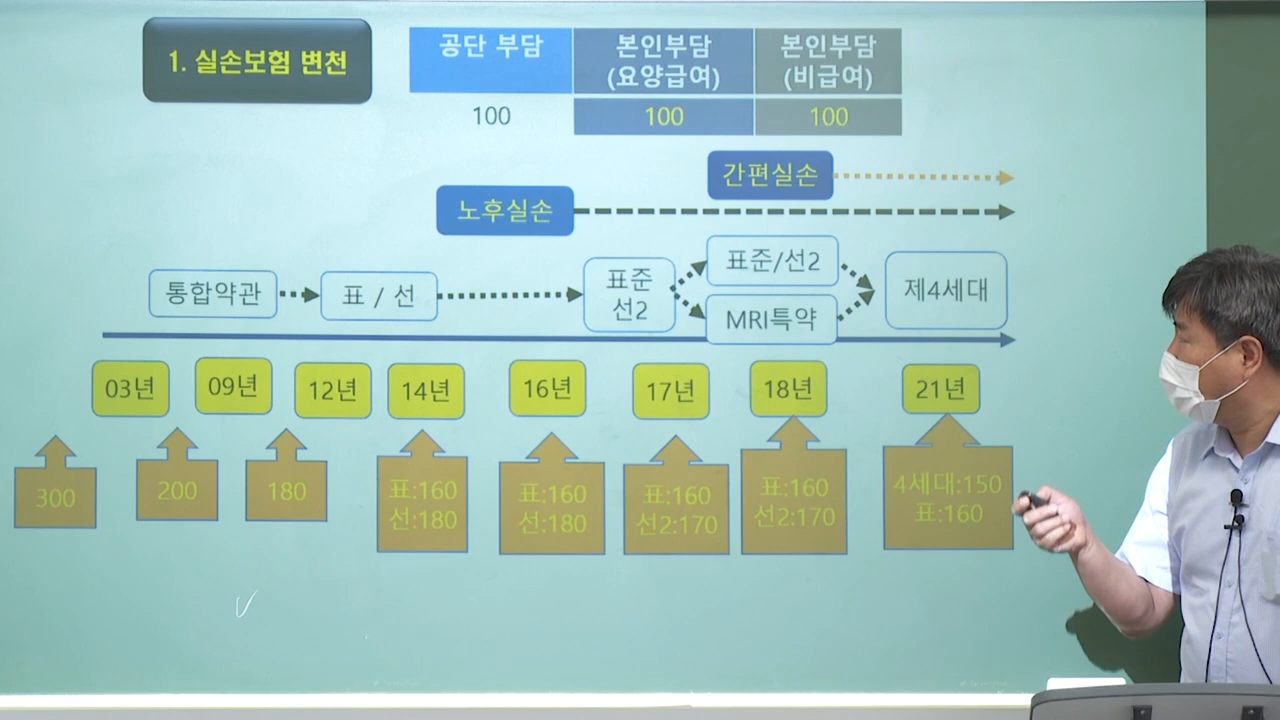 1. 실손보험 변천
공단 부담
본인부담
(요양급여)
본인부담
(비급여)
100
100
100
간편실손
노후실손
통합약관
표 / 선
표준
선2
표준/선2
MRI특약
제4세대
03년
09년
12년
14년
16년
17년
18년
21년
300
200
180
표:160
선:180
표:160
선:180
표:160
선2:170
표:160
선2:170
4세대:150
표:160